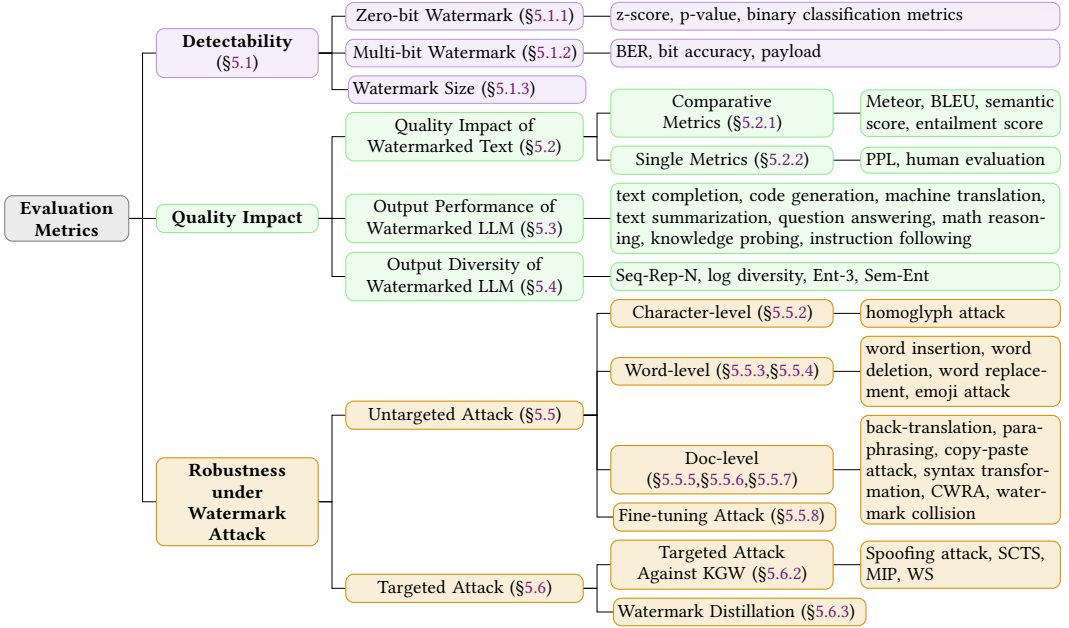 Evaluation
Metrics
Detectability
(§5.1)
Zero-bit Watermark (§5.1.1)
z-score, p-value, binary classification metrics
Multi-bit Watermark (§5.1.2)
BER, bit accuracy, payload
Watermark Size (§5.1.3)
Quality Impact
Quality Impact of
Watermarked Text (§5.2)
Comparative
Metrics (§5.2.1)
Meteor, BLEU, semantic
score, entailment score
Single Metrics (§5.2.2)
PPL, human evaluation
Output Performance of
Watermarked LLM (§5.3)
text completion, code generation, machine translation,
text summarization, question answering, math reason-
ing, knowledge probing, instruction following
Output Diversity of
Watermarked LLM (§5.4)
Seq-Rep-N, log diversity, Ent-3, Sem-Ent
Robustness
under
Watermark
Attack
Untargeted Attack (§5.5)
Character-level (§5.5.2)
homoglyph attack
Word-level (§5.5.3,§5.5.4)
word insertion, word
deletion, word replace-
ment, emoji attack
Doc-level
(§5.5.5,§5.5.6,§5.5.7)
back-translation, para-
phrasing, copy-paste
attack, syntax transfor-
mation, CWRA, water-
mark collision
Fine-tuning Attack (§5.5.8)
Targeted Attack (§5.6)
Targeted Attack
Against KGW (§5.6.2)
Spoofing attack, SCTS,
MIP, WS
Watermark Distillation (§5.6.3)